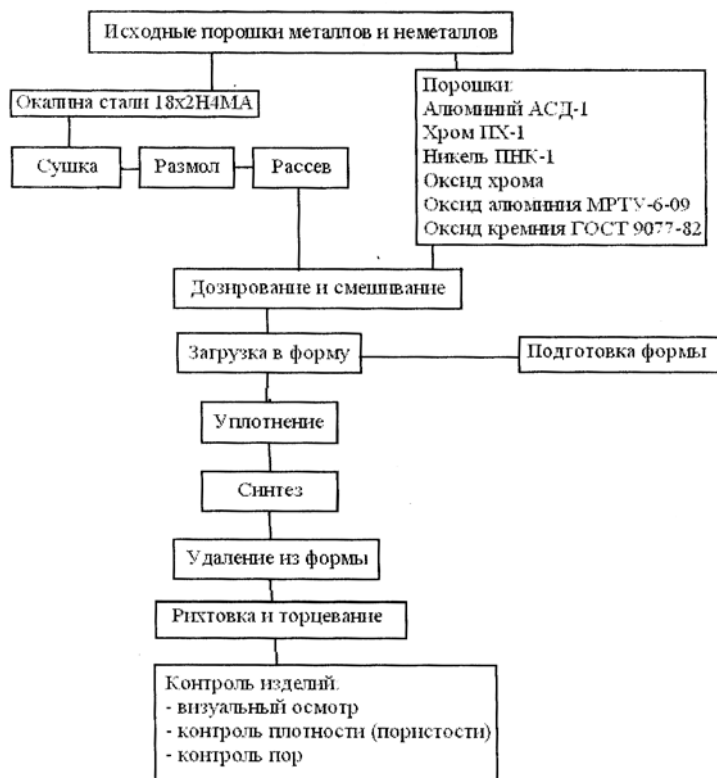 Исходные порошки металлов и неметаллов
Окалина стали 18х2Н4МА
Порошки:
Алюминий АСД-1
Хром ПХ-1
Никель ПНК-1
Оксид хрома
Оксид алюминия МРТУ-6-09
Оксид кремния ГОСТ 9077-82
Сушка
Размол
Рассев
Дозирование и смешивание
Загрузка в форму
Подготовка формы
Уплотнение
Синтез
Удаление из формы
Рихтовка и торцевание
Контроль изделий:
- визуальный осмотр
- контроль плотности (пористости)
- контроль пор